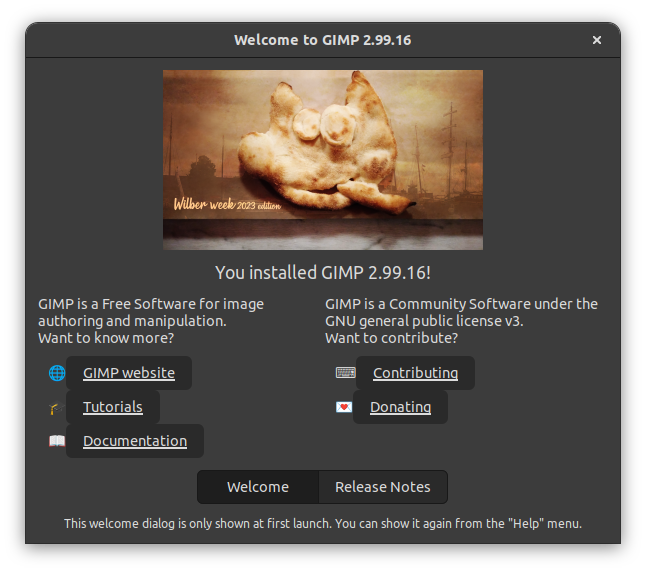 Welcome to GIMP 2.99.16
Wilber week 2023 edition
You installed GIMP 2.99.16!
GIMP is a Free Software for image
authoring and manipulation.
Want to know more?
GIMP website
Tutorials
Documentation
GIMP is a Community Software under the
GNU general public license v3.
Want to contribute?
Contributing
Donating
Welcome
Release Notes
This welcome dialog is only shown at first launch. You can show it again from the "Help" menu.